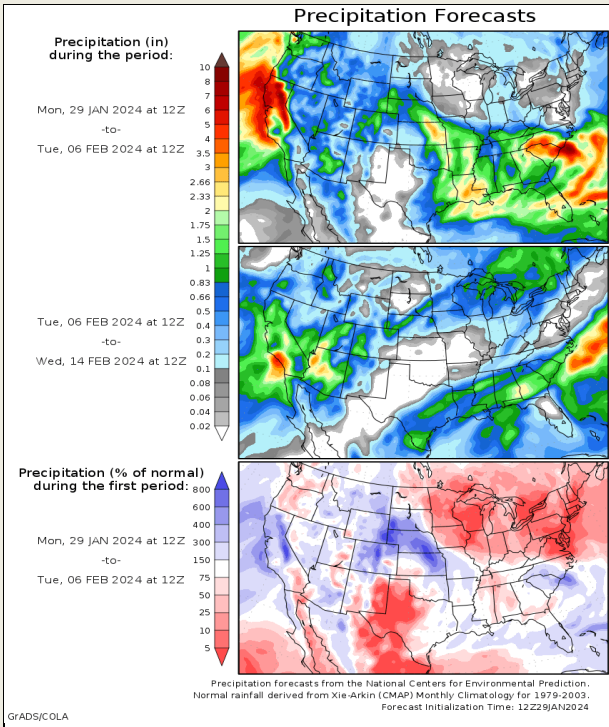 Precipitation Forecasts
Precipitation (in)
during the period:
Mon, 29 JAN 2024 at 12Z
-to-
Tue, 06 FEB 2024 at 12Z
10
8
7
6
5
4
3.5
3
2.66
2.33
2
1.75
1.5
1.25
1
0.83
0.66
0.5
0.4
0.3
0.2
0.1
0.08
0.06
0.04
0.02
Tue, 06 FEB 2024 at 12Z
-to-
Wed, 14 FEB 2024 at 12Z
Precipitation (% of normal)
during the first period:
Mon, 29 JAN 2024 at 12Z
-to-
Tue, 06 FEB 2024 at 12Z
800
600
400
300
150
75
50
25
10
5
Precipitation forecasts from the National Centers for Environmental Prediction.
Normal rainfall derived from Xie-Arkin (CMAP) Monthly Climatology for 1979-2003.
Forecast Initialization Time: 12Z29JAN2024
GrADS/COLA